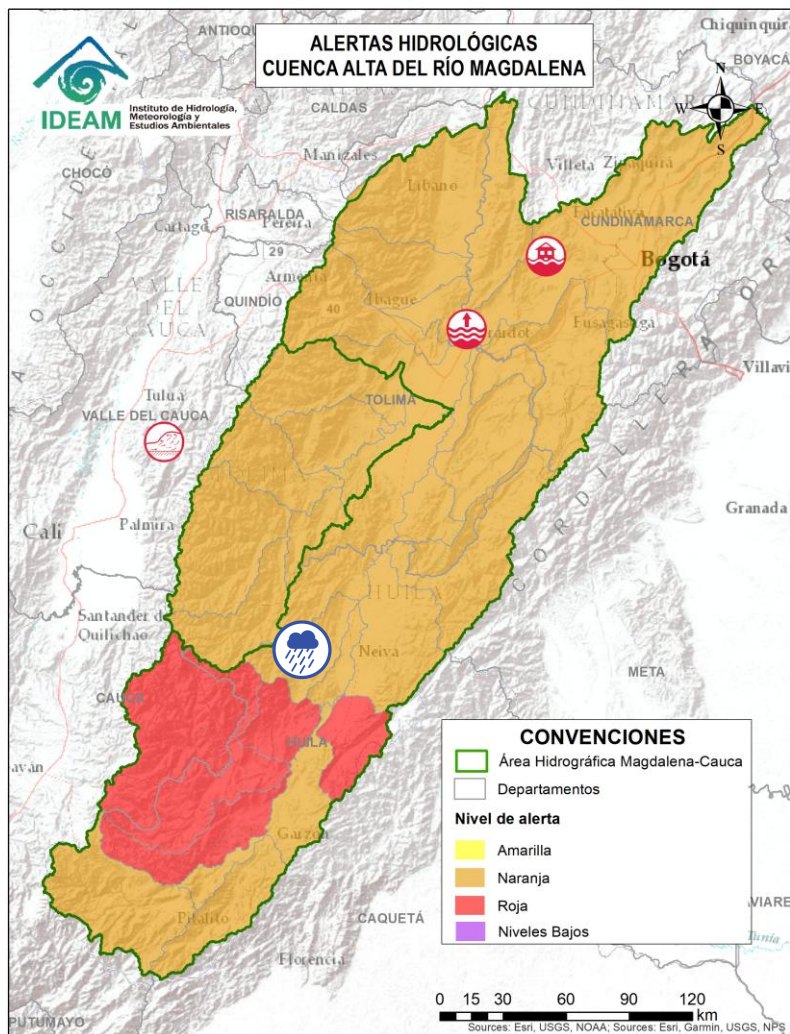 ALERTAS HIDROLÓGICAS
CUENCA ALTA DEL RÍO MAGDALENA
IDEAM
Instituto de Hidrología,
Meteorología y
Estudios Ambientales
Chiquinquirá
BOYACÁ
N
W
E
S
CALDAS
Manizales
Líbano
Villeta
Zipaquirá
CHOCÓ
RISARALDA
Pereira
Cartago
CUNDINAMARCA
Bogotá
29
Armenia
QUINDÍO
40
Ibagué
Fusagasugá
VALLE
DEL
CAUCA
Villavi
Tuluá
VALLE DEL CAUCA
TOLIMA
CORDILLERA
Granada
Cali
Palmira
HUILA
Santander de
Quilichao
Neiva
META
CAUCA
HUILA
Garzón
Pitalito
CAQUETÁ
Florencia
PUTUMAYO
VIARE
CONVENCIONES
Área Hidrográfica Magdalena-Cauca
Departamentos
Nivel de alerta
Amarilla
Naranja
Roja
Niveles Bajos
0 15 30 60 90 120
km
Sources: Esri, USGS, NOAA; Sources: Esri, Garmin, USGS, NPS